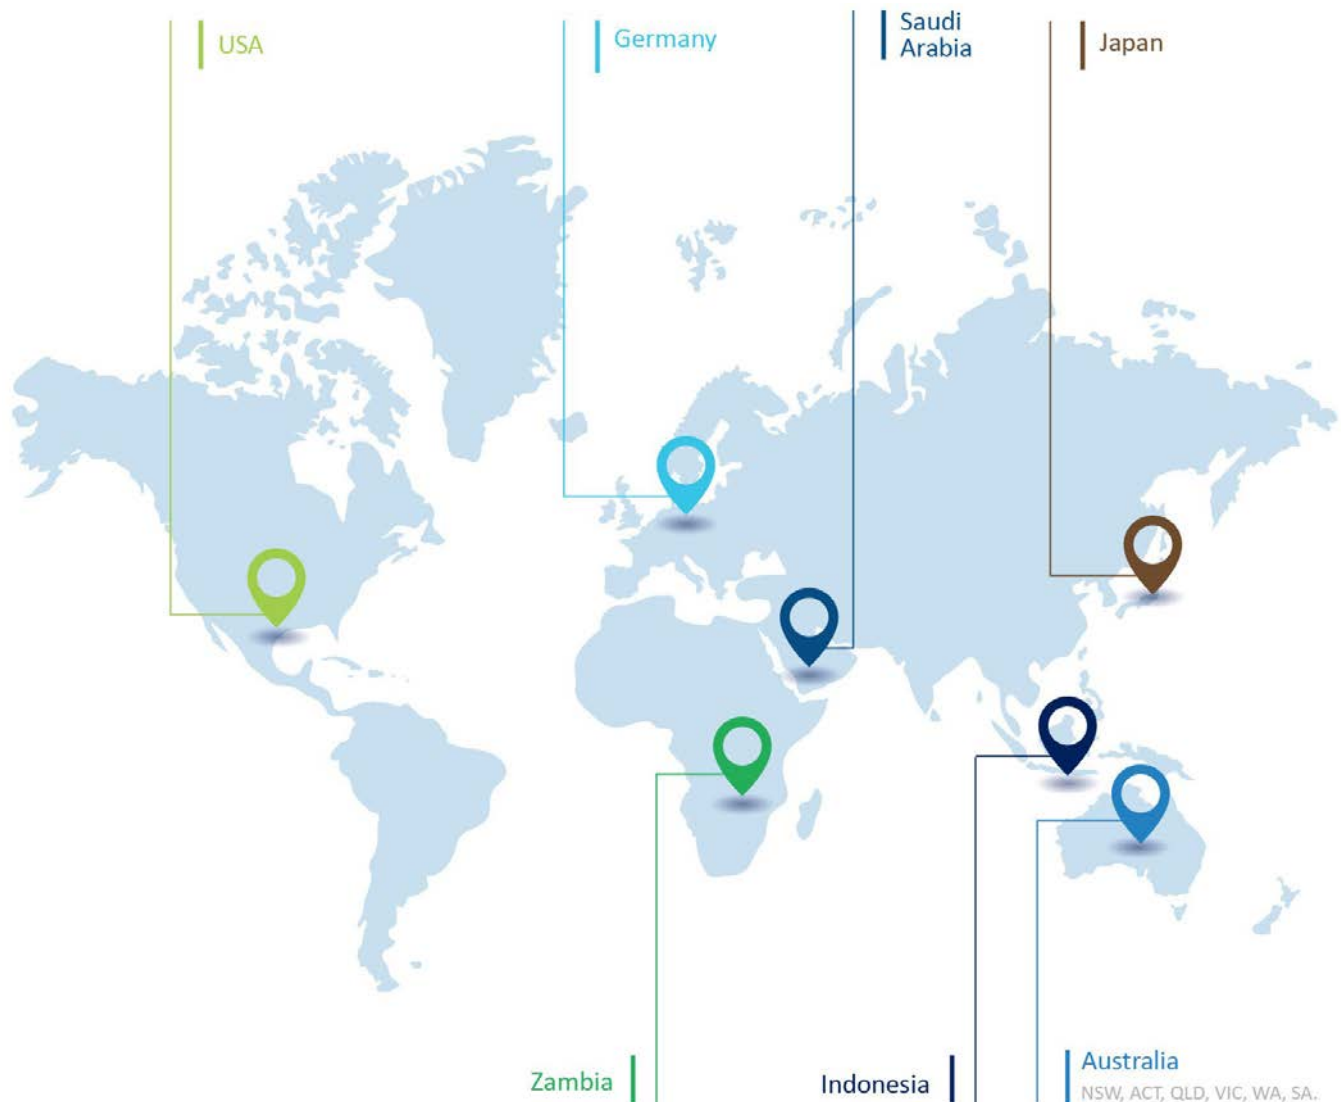 USA
Germany
Saudi
Arabia
Japan
Zambia
Indonesia
Australia
NSW, ACT, QLD, VIC, WA, SA.